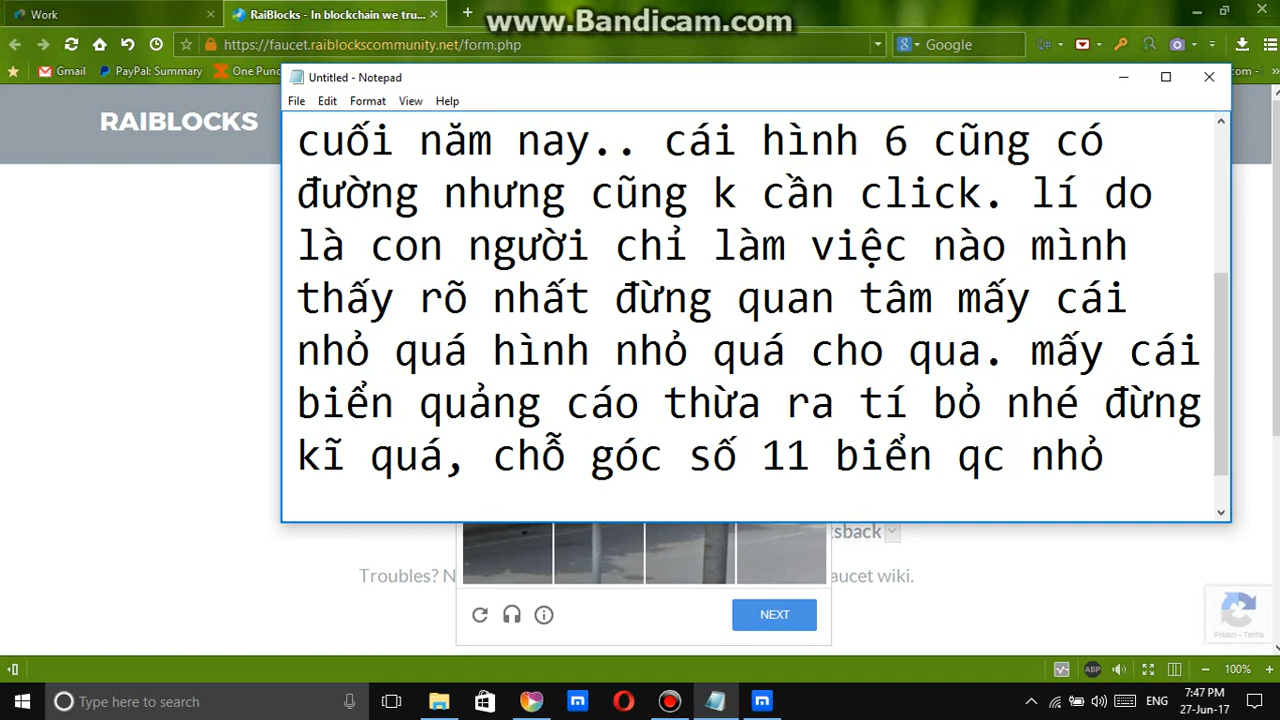 www.Bandicam.com
Work
RaiBlocks - In blockchain we tru...
https://faucet.raiblockscommunity.net/form.php
Google
Gmail
PayPal: Summary
One Punc
com -
RAIBLOCKS
Untitled - Notepad
File Edit Format View Help
cuối năm nay.. cái hình 6 cũng có
đường nhưng cũng k cần click. lí do
là con người chỉ làm việc nào mình
thấy rõ nhất đừng quan tâm mấy cái
nhỏ quá hình nhỏ quá cho qua. mấy cái
biển quảng cáo thừa ra tí bỏ nhé đừng
kĩ quá, chỗ góc số 11 biển qc nhỏ
sback
Troubles? N
aucet wiki.
NEXT
Privacy - Terms
ABP
100%
Type here to search
ENG
7:47 PM
27-Jun-17